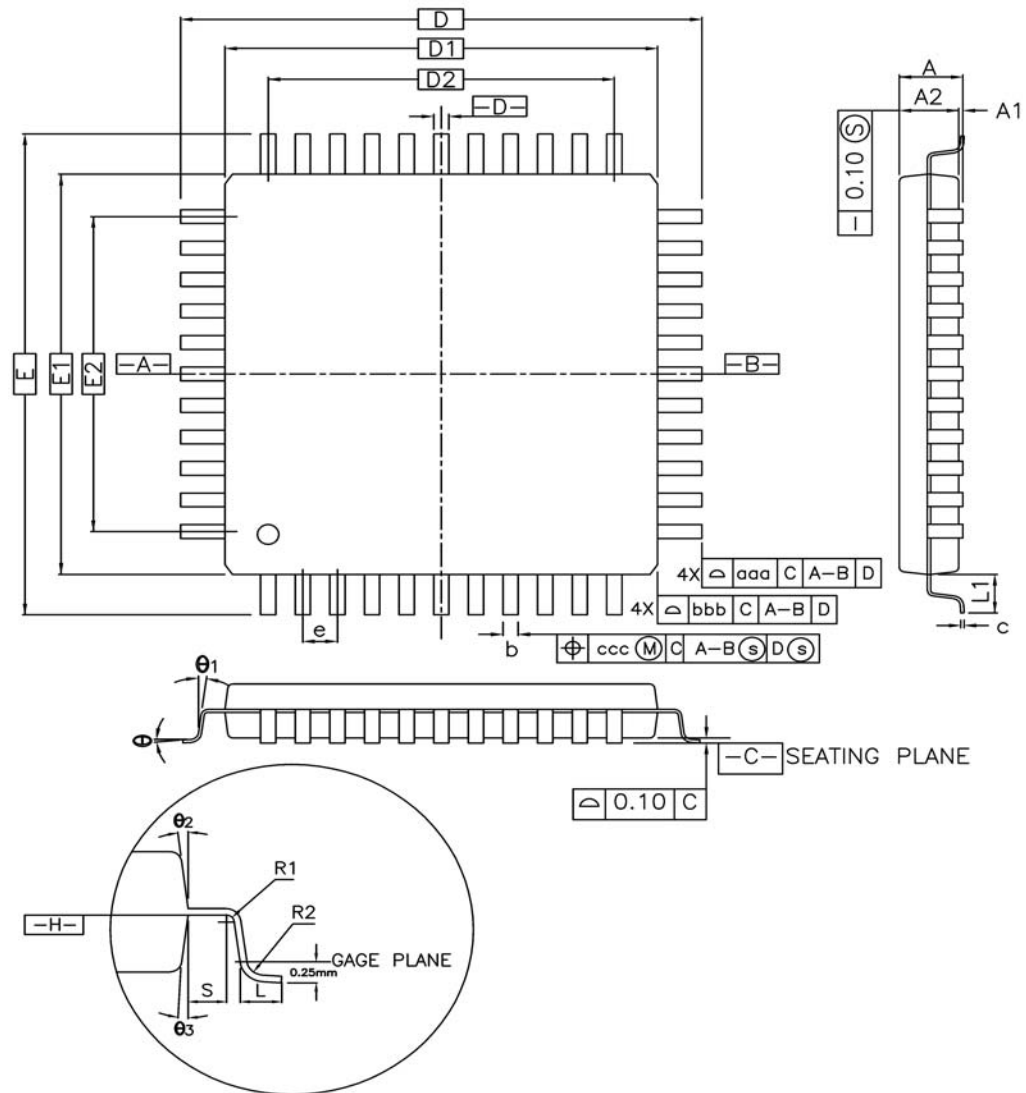 D
D1
D2
-D-
A
A2
A1
- 0.10 Ⓢ
E
E1
E2
-A-
-B-
4X ⌓ aaa C A-B D
4X ⌓ bbb C A-B D
⌖ ccc Ⓜ C A-B ⓢ D ⓢ
e
b
L1
c
θ1
θ
-C- SEATING PLANE
⌓ 0.10 C
θ2
R1
-H-
R2
GAGE PLANE
0.25mm
S
L
θ3